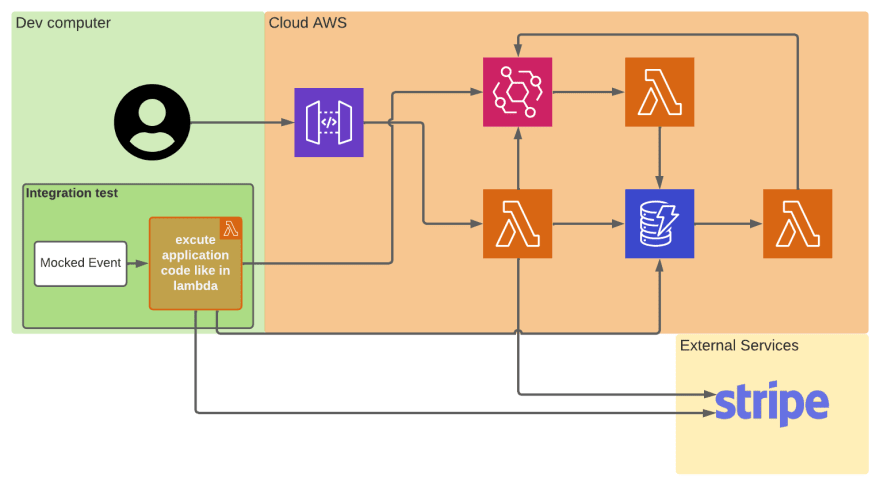 Dev computer
Cloud AWS
</>
Integration test
Mocked Event
excute
application
code like in
lambda
External Services
stripe